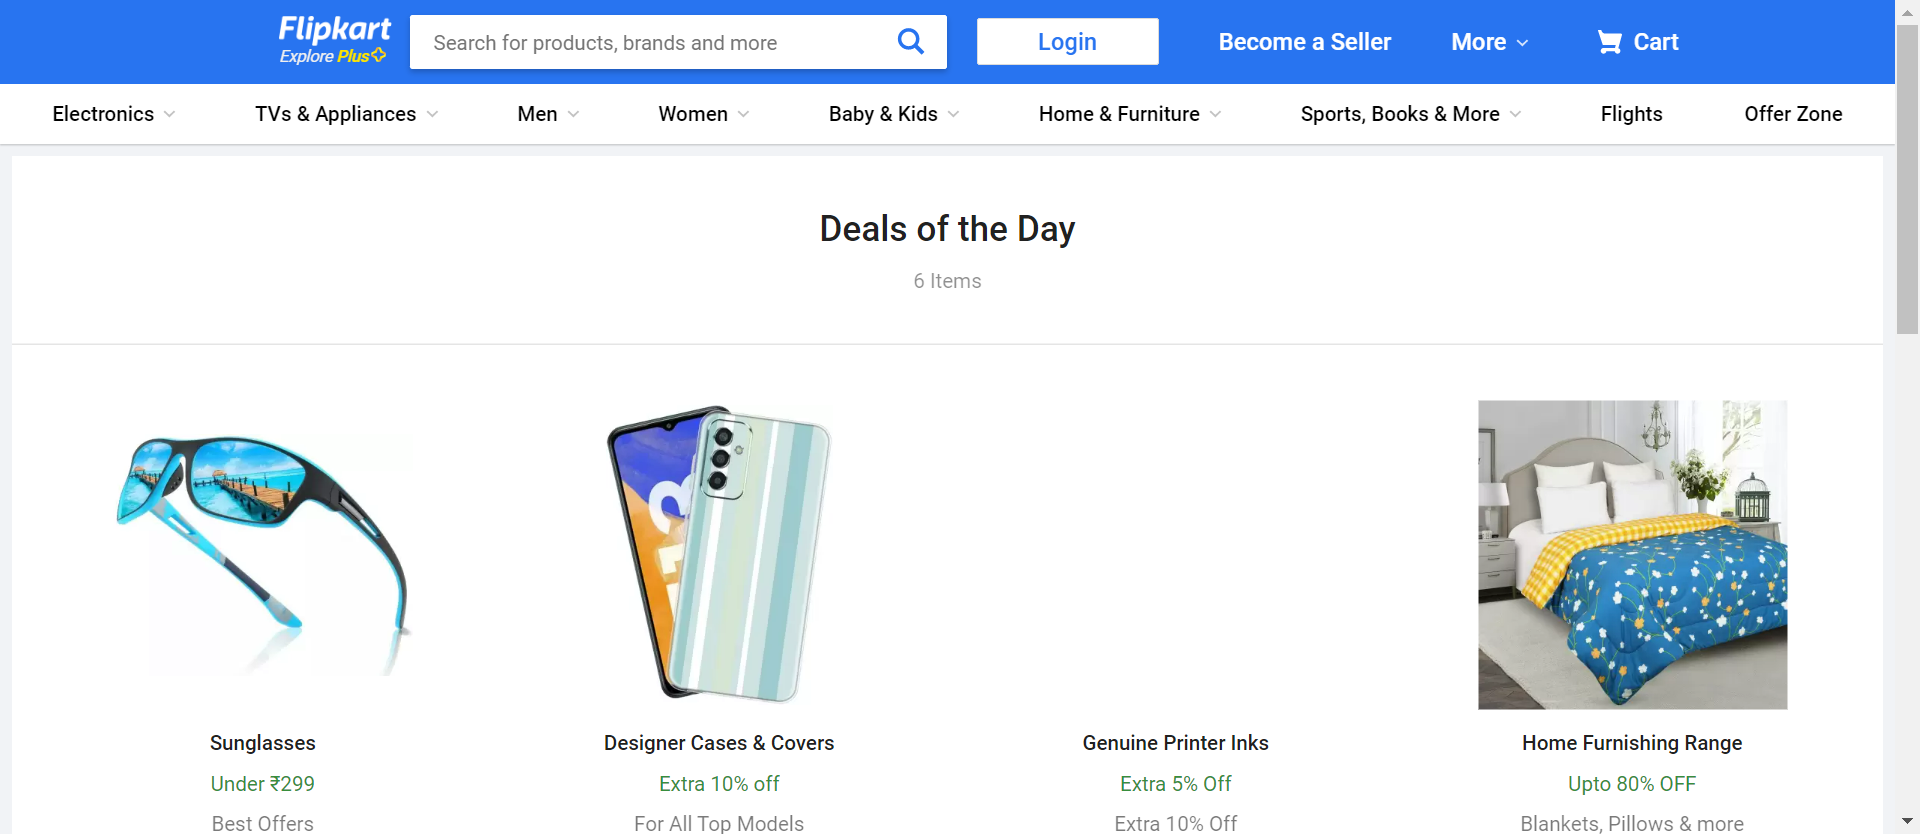 Flipkart
Explore Plus
Search for products, brands and more
Login
Become a Seller
More
Cart
Electronics
TVs & Appliances
Men
Women
Baby & Kids
Home & Furniture
Sports, Books & More
Flights
Offer Zone
Deals of the Day
6 Items
Sunglasses
Under ₹299
Best Offers
Designer Cases & Covers
Extra 10% off
For All Top Models
Genuine Printer Inks
Extra 5% Off
Extra 10% Off
Home Furnishing Range
Upto 80% OFF
Blankets, Pillows & more